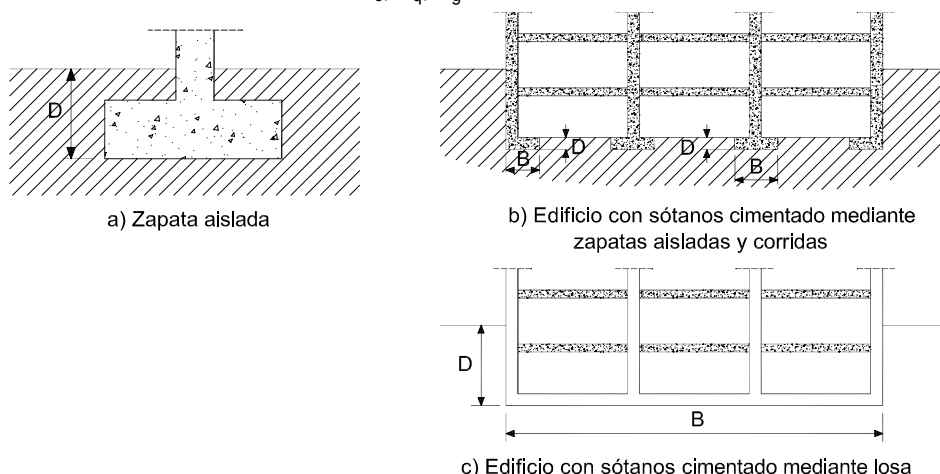 D
a) Zapata aislada
D
D
B
B
b) Edificio con sótanos cimentado mediante
zapatas aisladas y corridas
D
B
c) Edificio con sótanos cimentado mediante losa